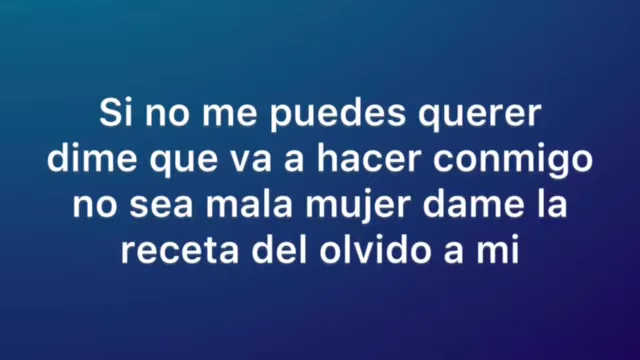 Si no me puedes querer
dime que va a hacer conmigo
no sea mala mujer dame la
receta del olvido a mi